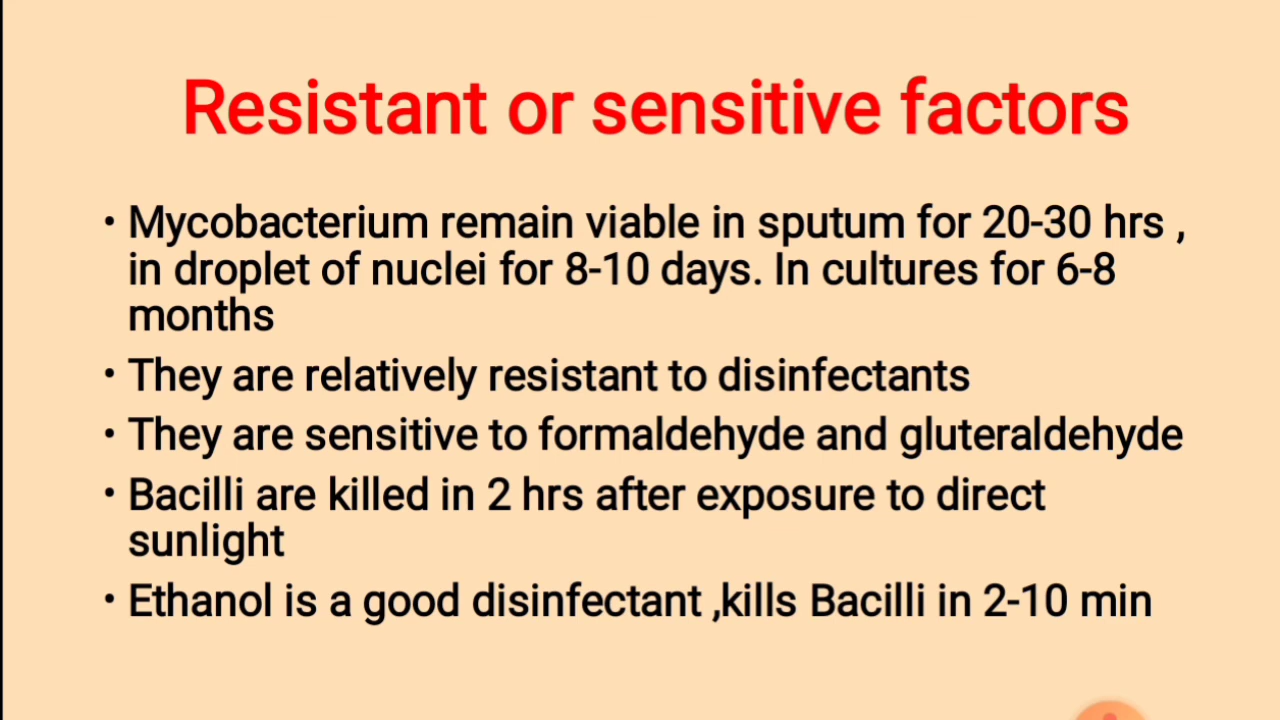 Resistant or sensitive factors
• Mycobacterium remain viable in sputum for 20-30 hrs ,
in droplet of nuclei for 8-10 days. In cultures for 6-8
months
• They are relatively resistant to disinfectants
• They are sensitive to formaldehyde and gluteraldehyde
• Bacilli are killed in 2 hrs after exposure to direct
sunlight
• Ethanol is a good disinfectant ,kills Bacilli in 2-10 min